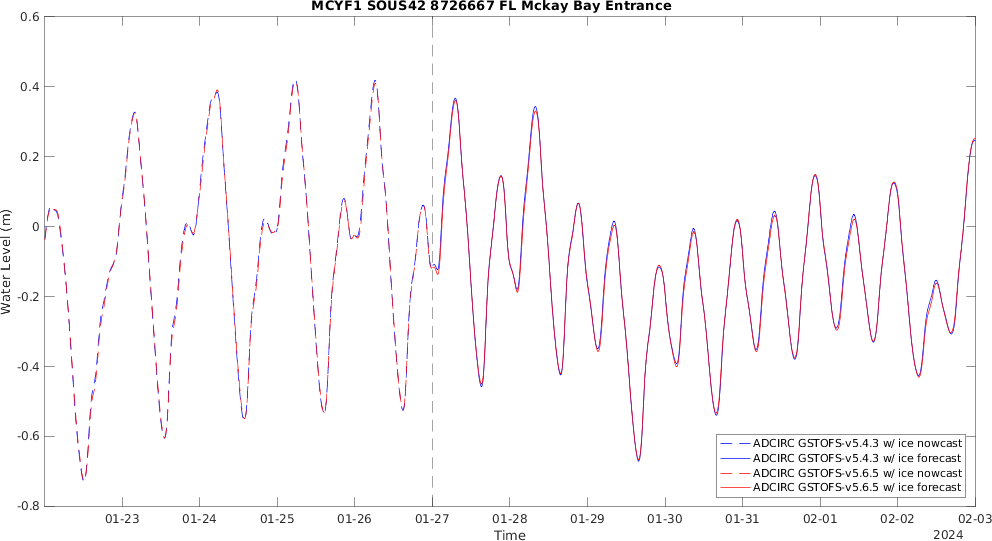 MCYF1 SOUS42 8726667 FL Mckay Bay Entrance
0.6
0.4
0.2
0
-0.2
-0.4
-0.6
-0.8
Water Level (m)
ADCIRC GSTOFS-v5.4.3 w/ ice nowcast
ADCIRC GSTOFS-v5.4.3 w/ ice forecast
ADCIRC GSTOFS-v5.6.5 w/ ice nowcast
ADCIRC GSTOFS-v5.6.5 w/ ice forecast
01-23 01-24 01-25 01-26 01-27 01-28 01-29 01-30 01-31 02-01 02-02 02-03
Time
2024